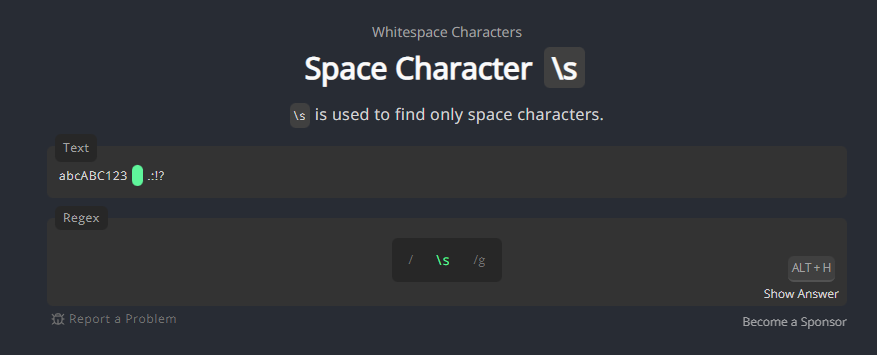 Whitespace Characters
Space Character \s
\s is used to find only space characters.
Text
abcABC123 .:!?
Regex
/ \s /g
ALT + H
Show Answer
Report a Problem
Become a Sponsor